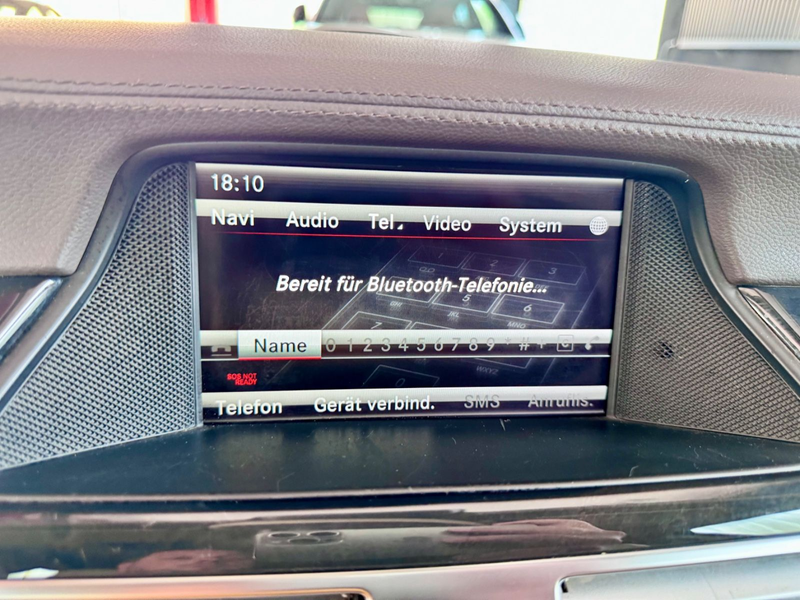 18:10
Navi Audio Tel Video System
Bereit für Bluetooth-Telefonie...
Name 0 1 2 3 4 5 6 7 8 9 * # +
SOS NOT
READY
Telefon Gerät verbind. SMS Anrufils.